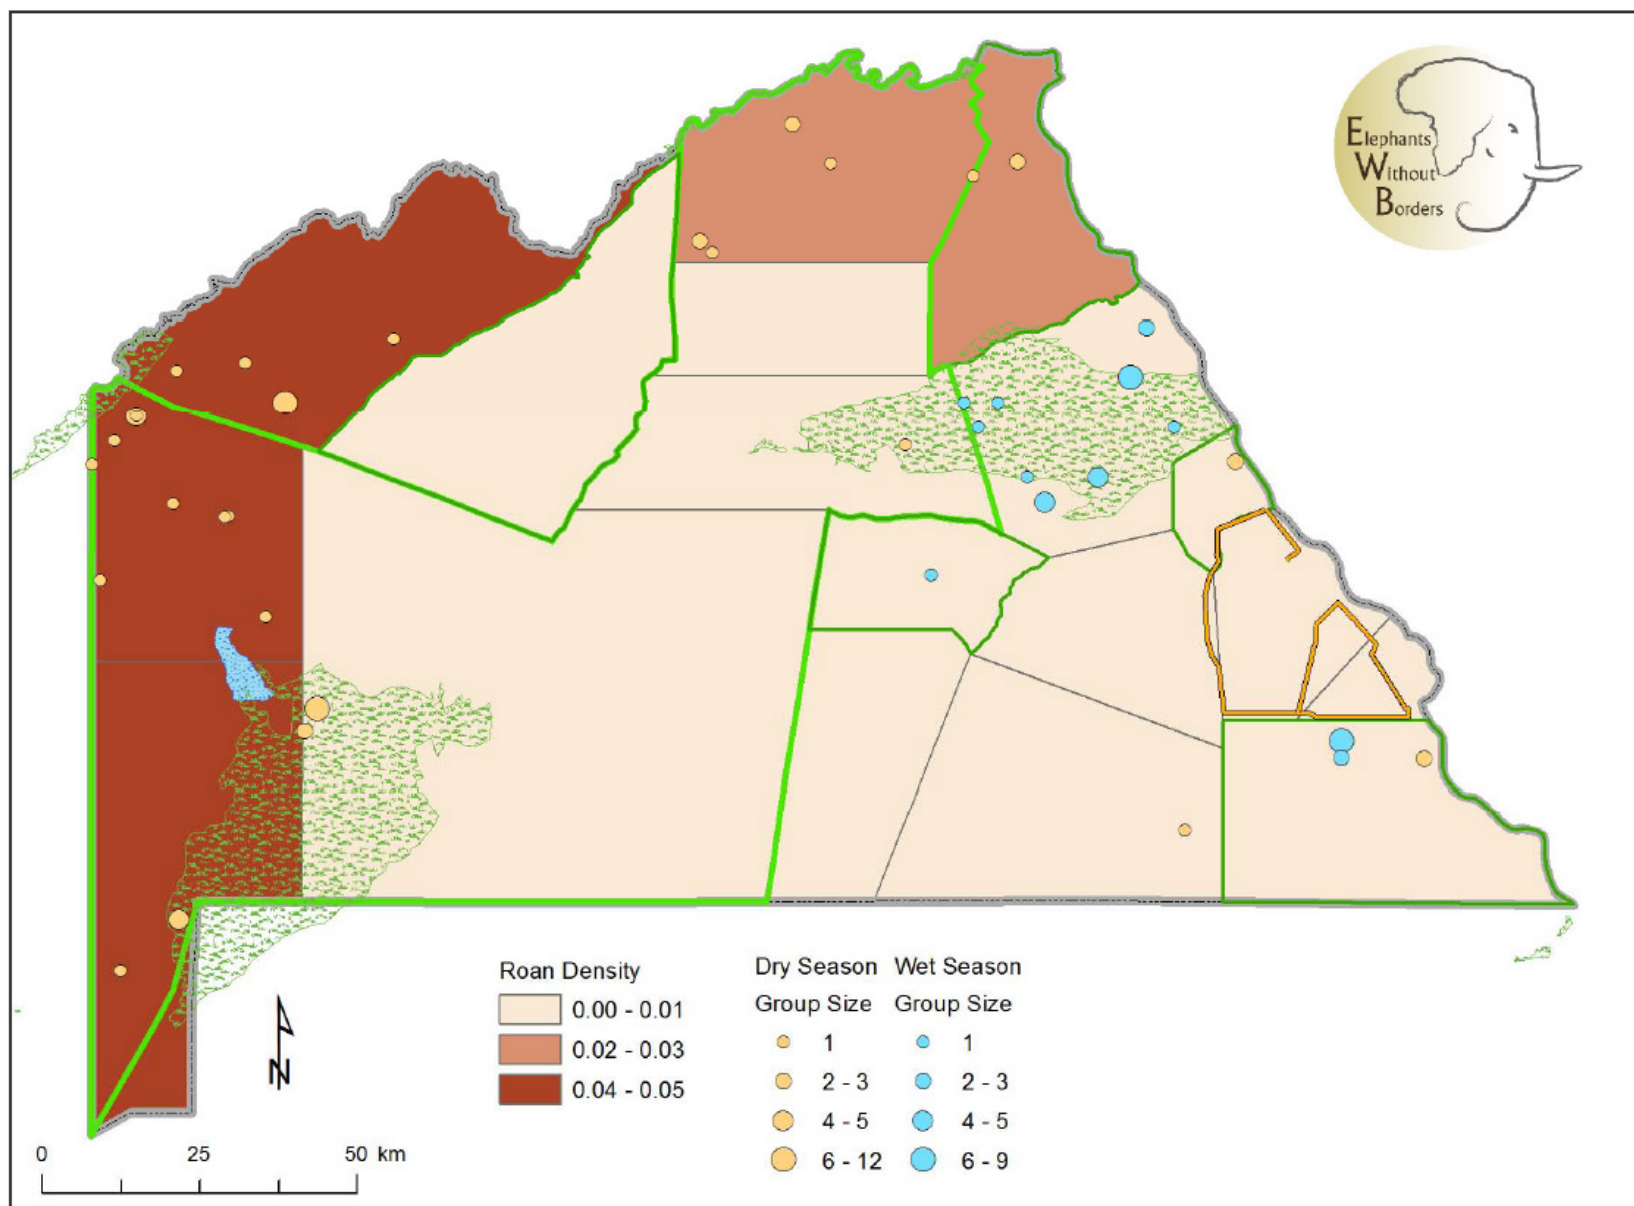 Elephants
Without
Borders
Roan Density
0.00 - 0.01
0.02 - 0.03
0.04 - 0.05
Dry Season Wet Season
Group Size Group Size
1 1
2 - 3 2 - 3
4 - 5 4 - 5
6 - 12 6 - 9
N
0 25 50 km